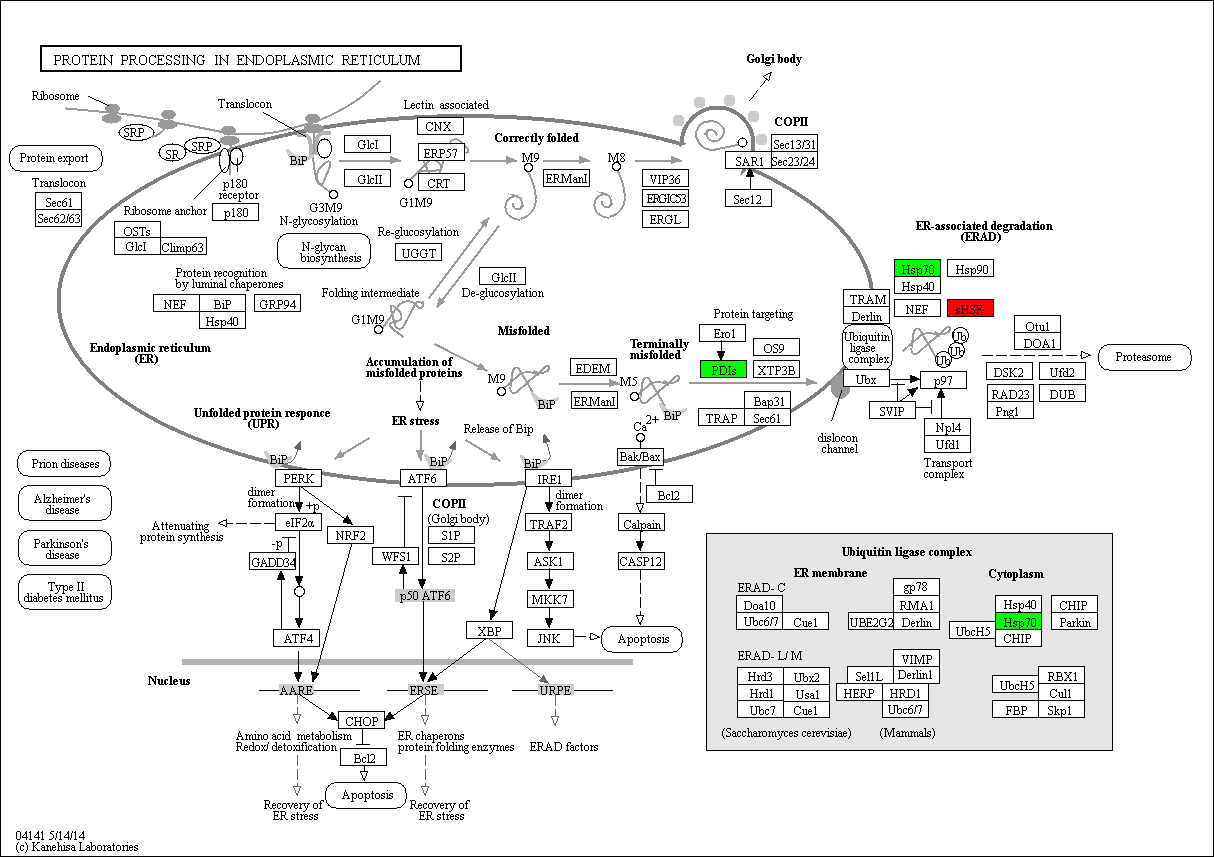 PROTEIN PROCESSING IN ENDOPLASMIC RETICULUM
Golgi body
Ribosome
Translocon
Lectin associated
CNX
Correctly folded
COPII
SRP
SRP
SR
BiP
GlcI
ERP57
M9
M8
Sec13/31
SAR1
Sec23/24
Protein export
GlcII
CRT
ERManI
VIP36
Translocon
Sec61
Sec62/63
p180
receptor
p180
G3M9
N-glycosylation
G1M9
ERGIC53
ERGL
Sec12
Ribosome anchor
OSTs
GlcI
Climp63
N-glycan
biosynthesis
Re-glucosylation
UGGT
ER-associated degradation
(ERAD)
Protein recognition
by luminal chaperones
NEF
BiP
GRP94
Hsp40
Folding intermediate
G1M9
GlcII
De-glucosylation
Hsp70
Hsp90
Hsp40
TRAM
Derlin
NEF
sHSF
Endoplasmic reticulum
(ER)
Accumulation of
misfolded proteins
Misfolded
Terminally
misfolded
Protein targeting
Ero1
OS9
PDIs
XTP3B
Ubiquitin
ligase
complex
Ub
Ub
Ub
Otu1
DOA1
Proteasome
M9
BiP
EDEM
ERManI
M5
BiP
Ubx
p97
DSK2
Ufd2
RAD23
DUB
Png1
Bap31
TRAP
Sec61
SVIP
Npl4
Ufd1
Transport
complex
dislocon
channel
Unfolded protein responce
(UPR)
ER stress
Release of Bip
Ca2+
BiP
BiP
BiP
Bak/Bax
Prion diseases
PERK
ATF6
IRE1
Bcl2
Alzheimer's
disease
dimer
formation
+p
COPII
(Golgi body)
dimer
formation
Attenuating
protein synthesis
eIF2α
NRF2
S1P
TRAF2
Calpain
Parkinson's
disease
-p
GADD34
WFS1
S2P
ASK1
CASP12
Type II
diabetes mellitus
p50 ATF6
MKK7
ATF4
XBP
JNK
Apoptosis
Nucleus
AARE
ERSE
URPE
CHOP
Amino acid metabolism
Redox/ detoxification
ER chaperons
protein folding enzymes
ERAD factors
Bcl2
Apoptosis
Recovery of
ER stress
Recovery of
ER stress
Ubiquitin ligase complex
ER membrane
Cytoplasm
ERAD- C
gp78
Doa10
RMA1
Hsp40
CHIP
Ubc6/7
Cue1
UBE2G2
Derlin
UbcH5
Hsp70
Parkin
CHIP
ERAD- L/ M
VIMP
Hrd3
Ubx2
Sel1L
Derlin1
RBX1
UbcH5
Hrd1
Usa1
HERP
HRD1
Cul1
Ubc7
Cue1
Ubc6/7
FBP
Skp1
(Saccharomyces cerevisiae)
(Mammals)
04141 5/14/14
(c) Kanehisa Laboratories